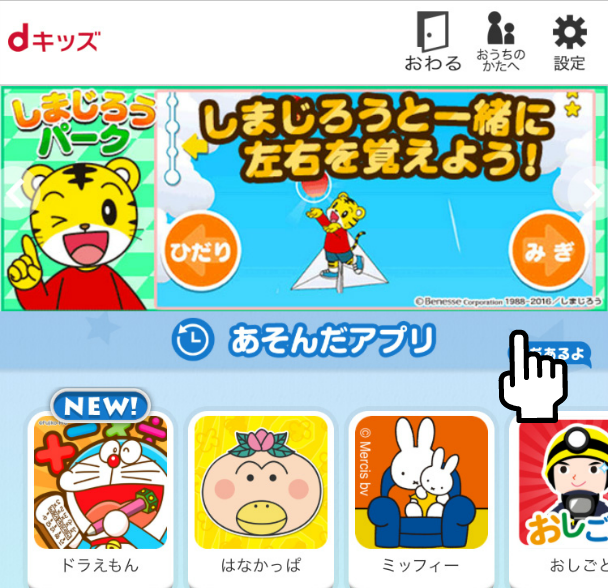 dキッズ
おわる
おうちの
かたへ
設定
しまじろう
パーク
しまじろうと一緒に
左右を覚えよう!
ひだり
みぎ
©Benesse Corporation 1988-2016/しまじろう
あそんだアプリ
があるよ
NEW!
© Mercis bv
おしご
ドラえもん
はなかっぱ
ミッフィー
おしごと